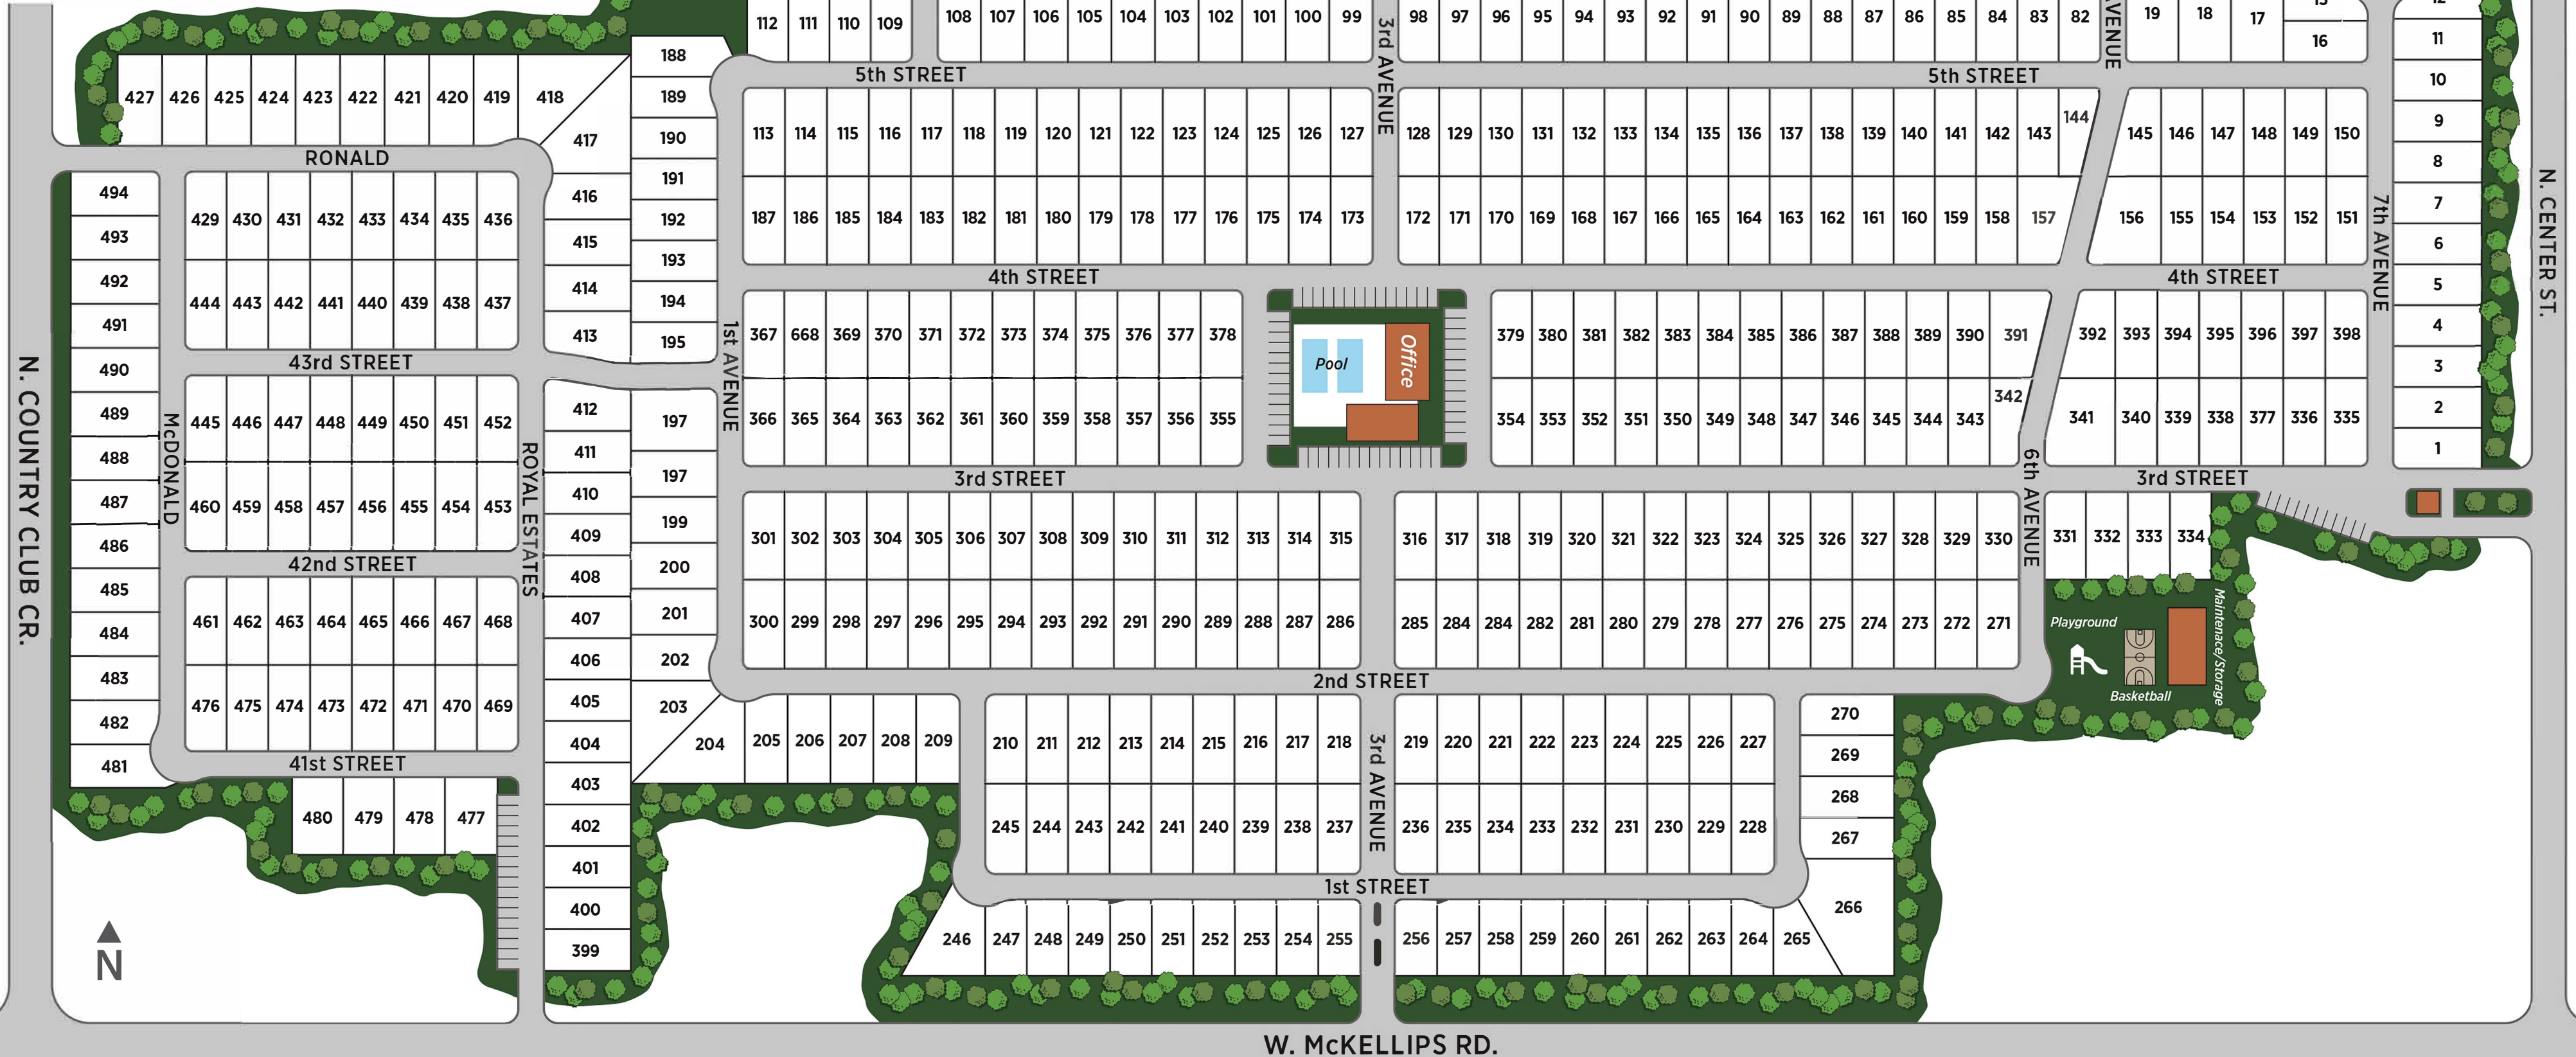 112 111 110 109 108 107 106 105 104 103 102 101 100 99 98 97 96 95 94 93 92 91 90 89 88 87 86 85 84 83 82 19 18 17
16
11
188
3rd AVENUE
AVENUE
5th STREET
5th STREET
10
427 426 425 424 423 422 421 420 419 418
189
417
190
113 114 115 116 117 118 119 120 121 122 123 124 125 126 127
128 129 130 131 132 133 134 135 136 137 138 139 140 141 142 143 144
145 146 147 148 149 150
9
8
RONALD
191
416
192
494
429 430 431 432 433 434 435 436
187 186 185 184 183 182 181 180 179 178 177 176 175 174 173
172 171 170 169 168 167 166 165 164 163 162 161 160 159 158 157
156 155 154 153 152 151
7
7th AVENUE
N. CENTER ST.
493
415
193
6
492
4th STREET
4th STREET
5
414
194
444 443 442 441 440 439 438 437
491
413
195
1st AVENUE
367 668 369 370 371 372 373 374 375 376 377 378
Pool
Office
379 380 381 382 383 384 385 386 387 388 389 390 391
392 393 394 395 396 397 398
4
3
43rd STREET
490
N. COUNTRY CLUB CR.
489
McDONALD
445 446 447 448 449 450 451 452
412
197
366 365 364 363 362 361 360 359 358 357 356 355
354 353 352 351 350 349 348 347 346 345 344 343 342
341 340 339 338 377 336 335
2
1
488
411
197
3rd STREET
3rd STREET
6th AVENUE
ROYAL ESTATES
487
460 459 458 457 456 455 454 453
410
199
409
486
301 302 303 304 305 306 307 308 309 310 311 312 313 314 315
316 317 318 319 320 321 322 323 324 325 326 327 328 329 330
331 332 333 334
42nd STREET
408
200
485
407
201
484
461 462 463 464 465 466 467 468
300 299 298 297 296 295 294 293 292 291 290 289 288 287 286
285 284 284 282 281 280 279 278 277 276 275 274 273 272 271
Playground
Maintenace/Storage
Basketball
406
202
483
2nd STREET
405
203
482
476 475 474 473 472 471 470 469
404
204 205 206 207 208 209
210 211 212 213 214 215 216 217 218
3rd AVENUE
219 220 221 222 223 224 225 226 227
270
269
481
41st STREET
403
268
480 479 478 477
402
245 244 243 242 241 240 239 238 237
236 235 234 233 232 231 230 229 228
267
401
1st STREET
400
266
399
246 247 248 249 250 251 252 253 254 255
256 257 258 259 260 261 262 263 264 265
N
W. McKELLIPS RD.